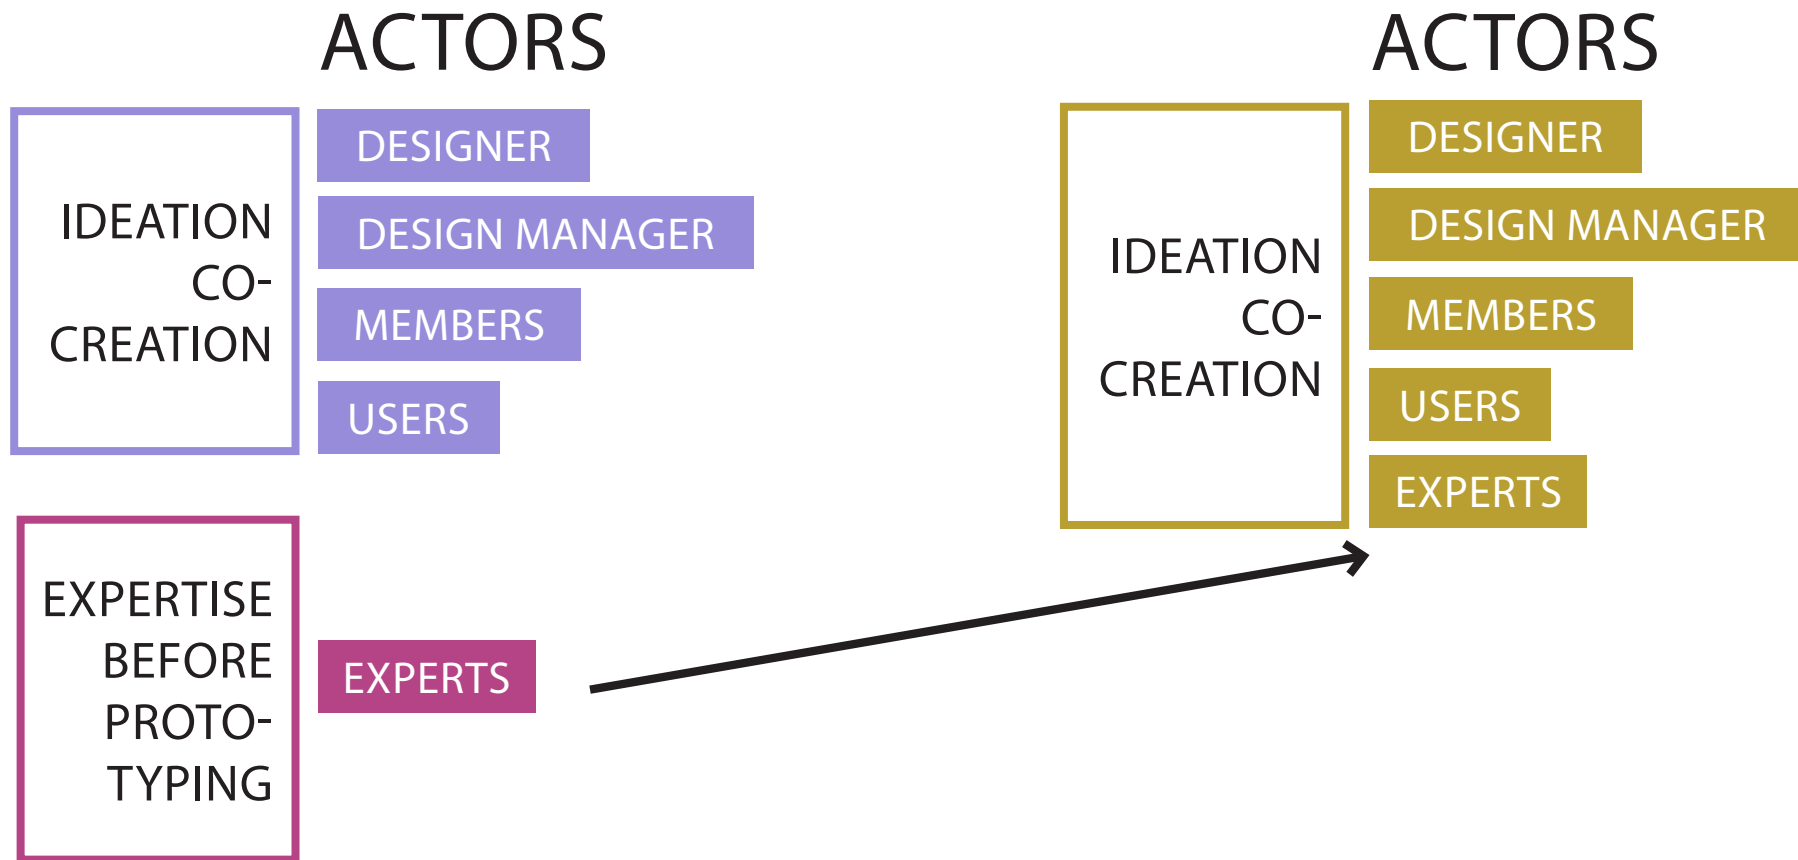 ACTORS
IDEATION
CO-
CREATION
DESIGNER
DESIGN MANAGER
MEMBERS
USERS
EXPERTISE
BEFORE
PROTO-
TYPING
EXPERTS
ACTORS
IDEATION
CO-
CREATION
DESIGNER
DESIGN MANAGER
MEMBERS
USERS
EXPERTS